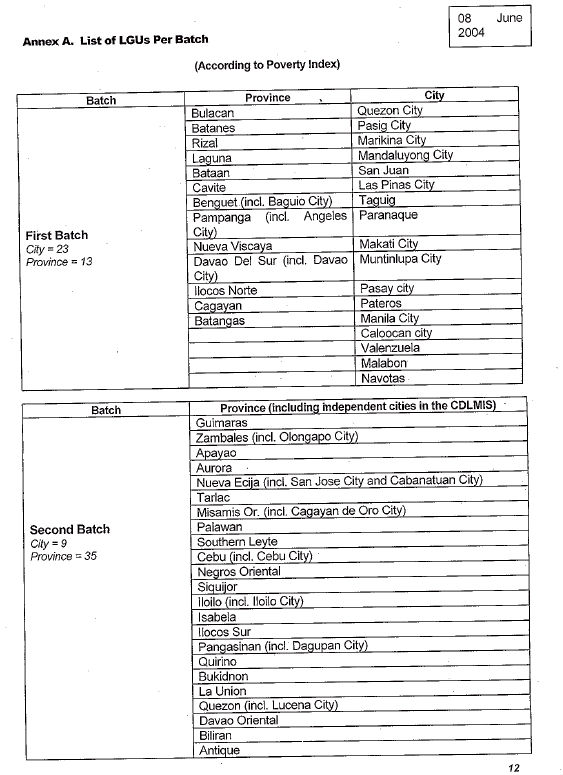 08 June
2004
Annex A. List of LGUs Per Batch
(According to Poverty Index)
Batch Province City
First Batch
City = 23
Province = 13
Bulacan Quezon City
Batanes Pasig City
Rizal Marikina City
Laguna Mandaluyong City
Bataan San Juan
Cavite Las Pinas City
Benguet (incl. Baguio City) Taguig
Pampanga (incl. Angeles Paranaque
City)
Nueva Viscaya Makati City
Davao Del Sur (incl. Davao Muntinlupa City
City)
Ilocos Norte Pasay city
Cagayan Pateros
Batangas Manila City
Caloocan city
Valenzuela
Malabon
Navotas
Batch Province (including independent cities in the CDLMIS)
Second Batch
City = 9
Province = 35
Guimaras
Zambales (incl. Olongapo City)
Apayao
Aurora
Nueva Ecija (incl. San Jose City and Cabanatuan City)
Tarlac
Misamis Or. (incl. Cagayan de Oro City)
Palawan
Southern Leyte
Cebu (incl. Cebu City)
Negros Oriental
Siquijor
Iloilo (incl. Iloilo City)
Isabela
Ilocos Sur
Pangasinan (incl. Dagupan City)
Quirino
Bukidnon
La Union
Quezon (incl. Lucena City)
Davao Oriental
Biliran
Antique
12